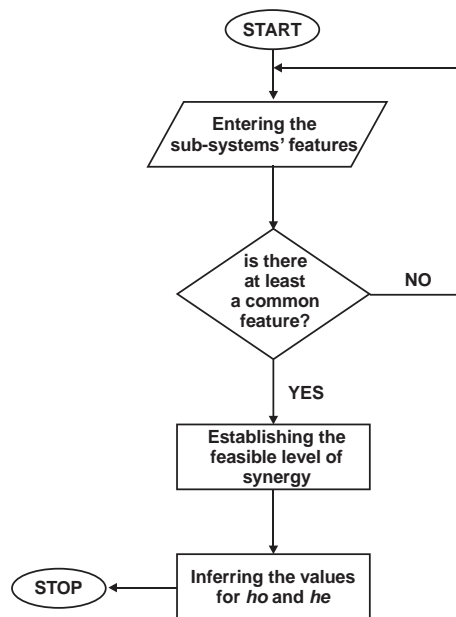 START
Entering the
sub-systems' features
is there
at least
a common
feature?
NO
YES
Establishing the
feasible level of
synergy
Inferring the values
for ho and he
STOP